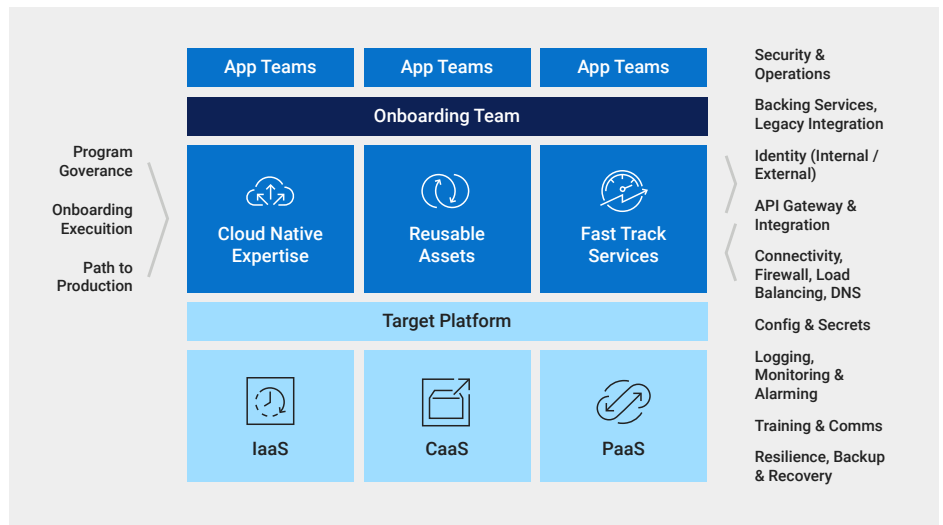 App Teams
App Teams
App Teams
Onboarding Team
Program
Goverance
Onboarding
Execution
Path to
Production
Cloud Native
Expertise
Reusable
Assets
Fast Track
Services
Target Platform
IaaS
CaaS
PaaS
Security &
Operations
Backing Services,
Legacy Integration
Identity (Internal /
External)
API Gateway &
Integration
Connectivity,
Firewall, Load
Balancing, DNS
Config & Secrets
Logging,
Monitoring &
Alarming
Training & Comms
Resilience, Backup
& Recovery